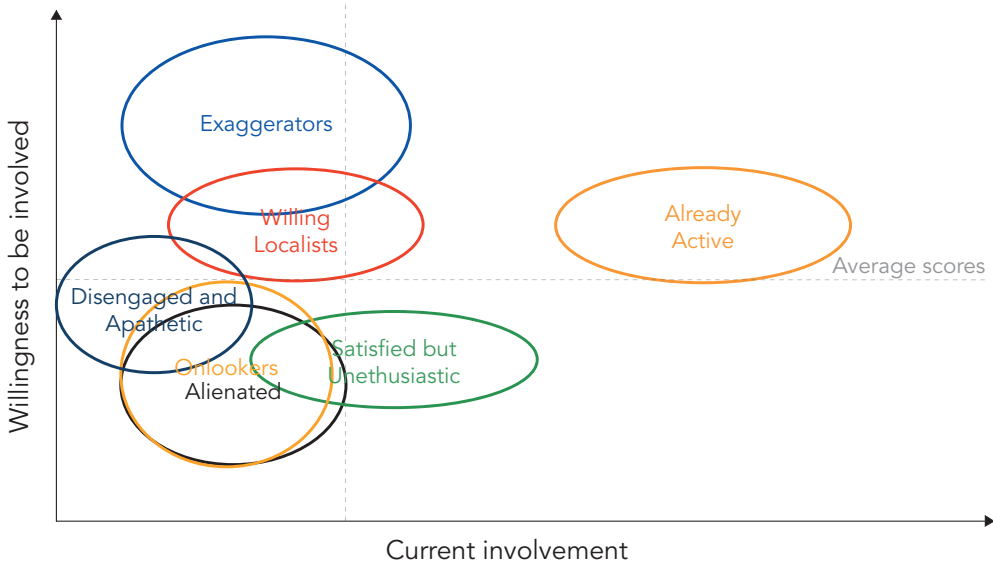 Willingness to be involved
Exaggerators
Willing
Localists
Already
Active
Average scores
Disengaged and
Apathetic
Onlookers
Alienated
Satisfied but
Unethusiastic
Current involvement